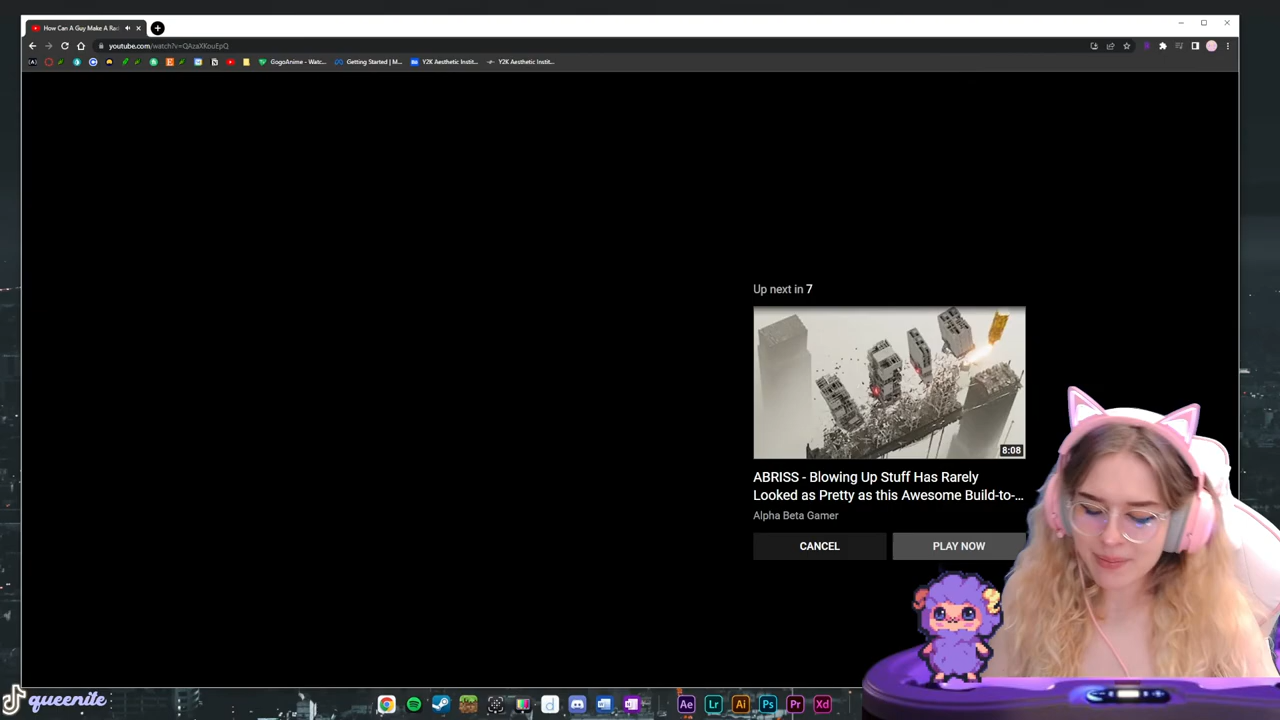 How Can A Guy Make A Rad
youtube.com/watch?v=QAzaXKouEpQ
GogoAnime - Watc...
Getting Started | M...
Y2K Aesthetic Instit...
Y2K Aesthetic Instit...
Up next in 7
8:08
ABRISS - Blowing Up Stuff Has Rarely
Looked as Pretty as this Awesome Build-to-...
Alpha Beta Gamer
CANCEL
PLAY NOW
queenite
Ae
Lr
Ai
Ps
Pr
Xd